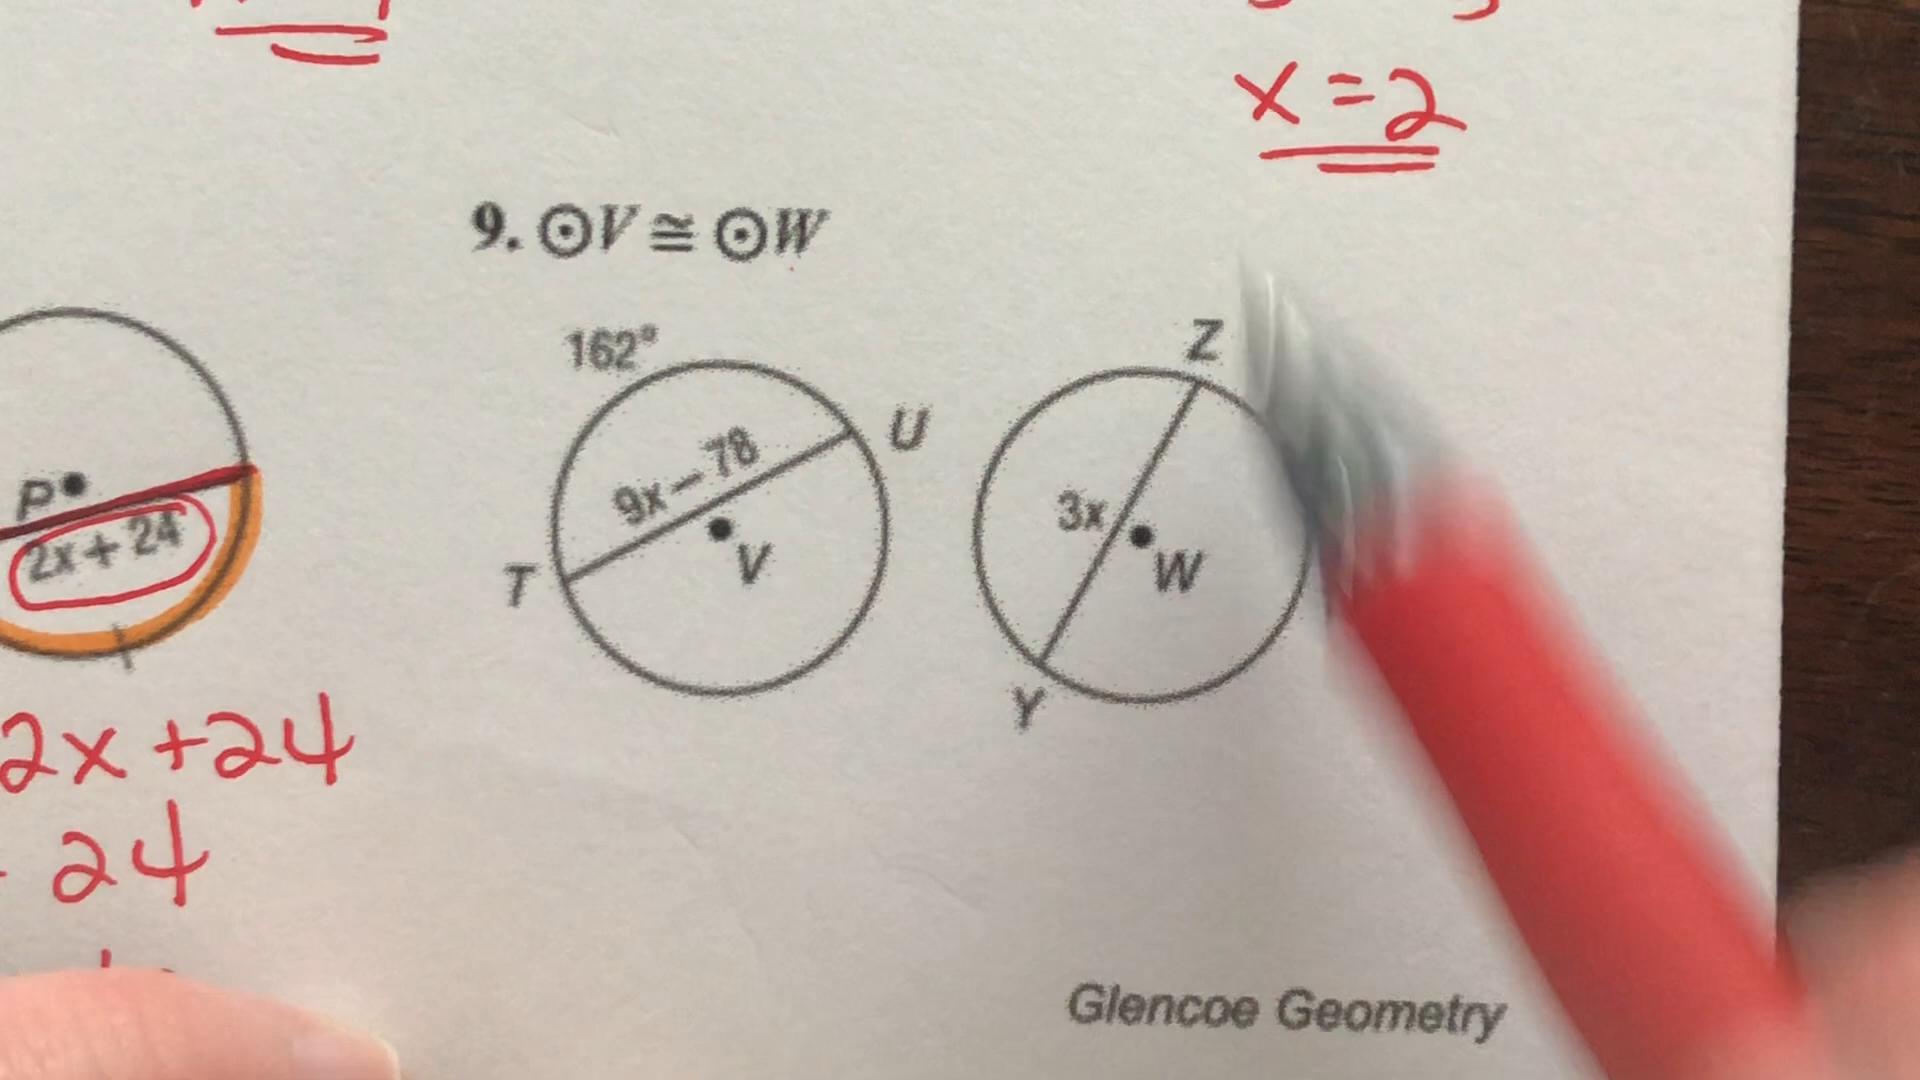 x = 2
9. ⊙V ≅ ⊙W
162°
Z
U
9x − 78
P
3x
2x + 24
V
W
T
Y
2x + 24
24
Glencoe Geometry